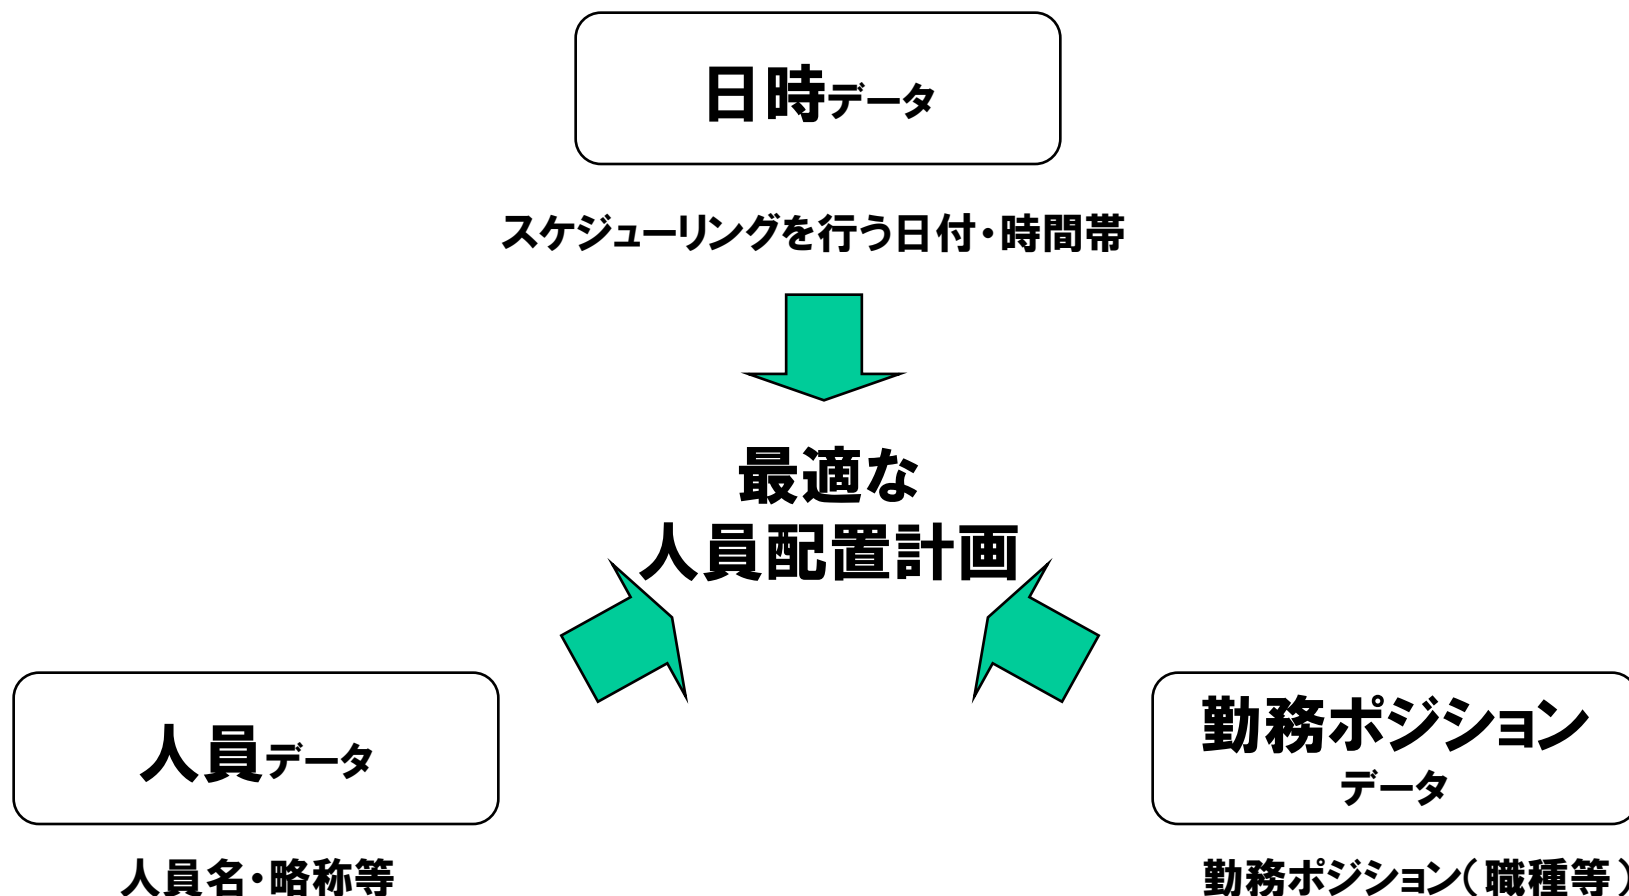 日時データ
スケジューリングを行う日付・時間帯
最適な
人員配置計画
人員データ
勤務ポジション
データ
人員名・略称等
勤務ポジション（職種等）